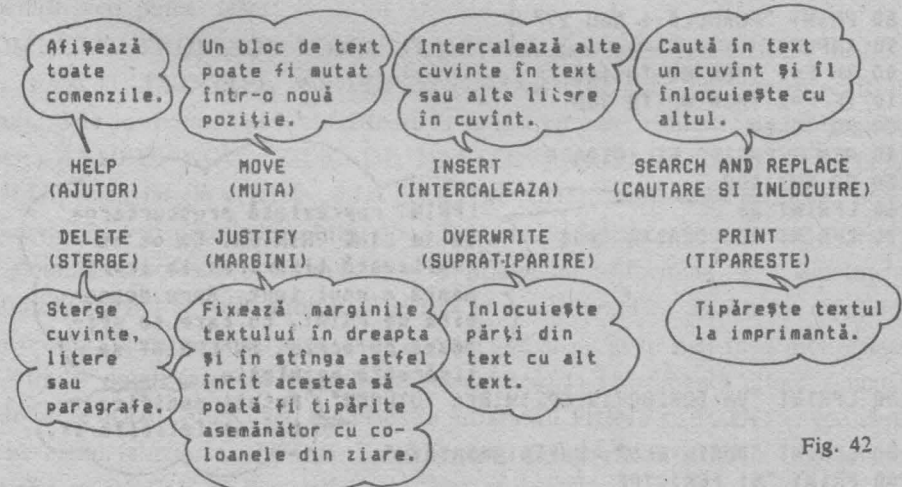 Afişează
toate
comenzile.
Un bloc de text
poate fi mutat
într-o nouă
poziţie.
Intercalează alte
cuvinte în text
sau alte litere
în cuvînt.
Caută în text
un cuvînt şi îl
înlocuieşte cu
altul.
HELP
(AJUTOR)
MOVE
(MUTA)
INSERT
(INTERCALEAZA)
SEARCH AND REPLACE
(CAUTARE SI INLOCUIRE)
DELETE
(STERGE)
JUSTIFY
(MARGINI)
OVERWRITE
(SUPRATIPARIRE)
PRINT
(TIPARESTE)
Sterge
cuvinte,
litere
sau
paragrafe.
Fixează marginile
textului în dreapta
şi în stînga astfel
încît acestea să
poată fi tipărite
asemănător cu co-
loanele din ziare.
Inlocuieşte
părţi din
text cu alt
text.
Tipăreşte textul
la imprimantă.
Fig. 42